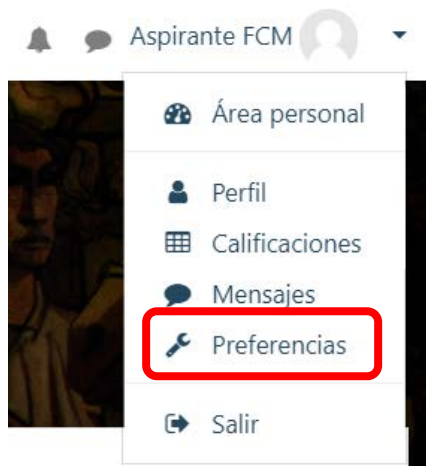 Aspirante FCM
Área personal
Perfil
Calificaciones
Mensajes
Preferencias
Salir